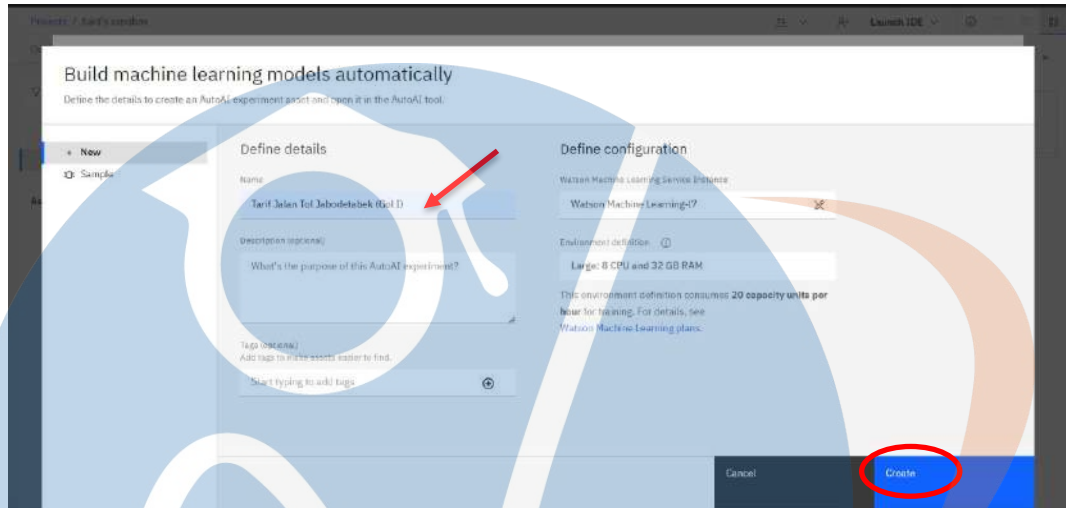 Projects /
Launch IDE
Build machine learning models automatically
Define the details to create an AutoAI experiment asset and open it in the AutoAI tool.
+ New
Sample
Define details
Name
Tarif Jalan Tol Jabodetabek (Gol I)
Description (optional)
What's the purpose of this AutoAI experiment?
Tags (optional)
Add tags to make assets easier to find.
Start typing to add tags
Define configuration
Watson Machine Learning Service Instance
Watson Machine Learning-i7
Environment definition
Large: 8 CPU and 32 GB RAM
This environment definition consumes 20 capacity units per
hour for training. For details, see
Watson Machine Learning plans.
Cancel
Create